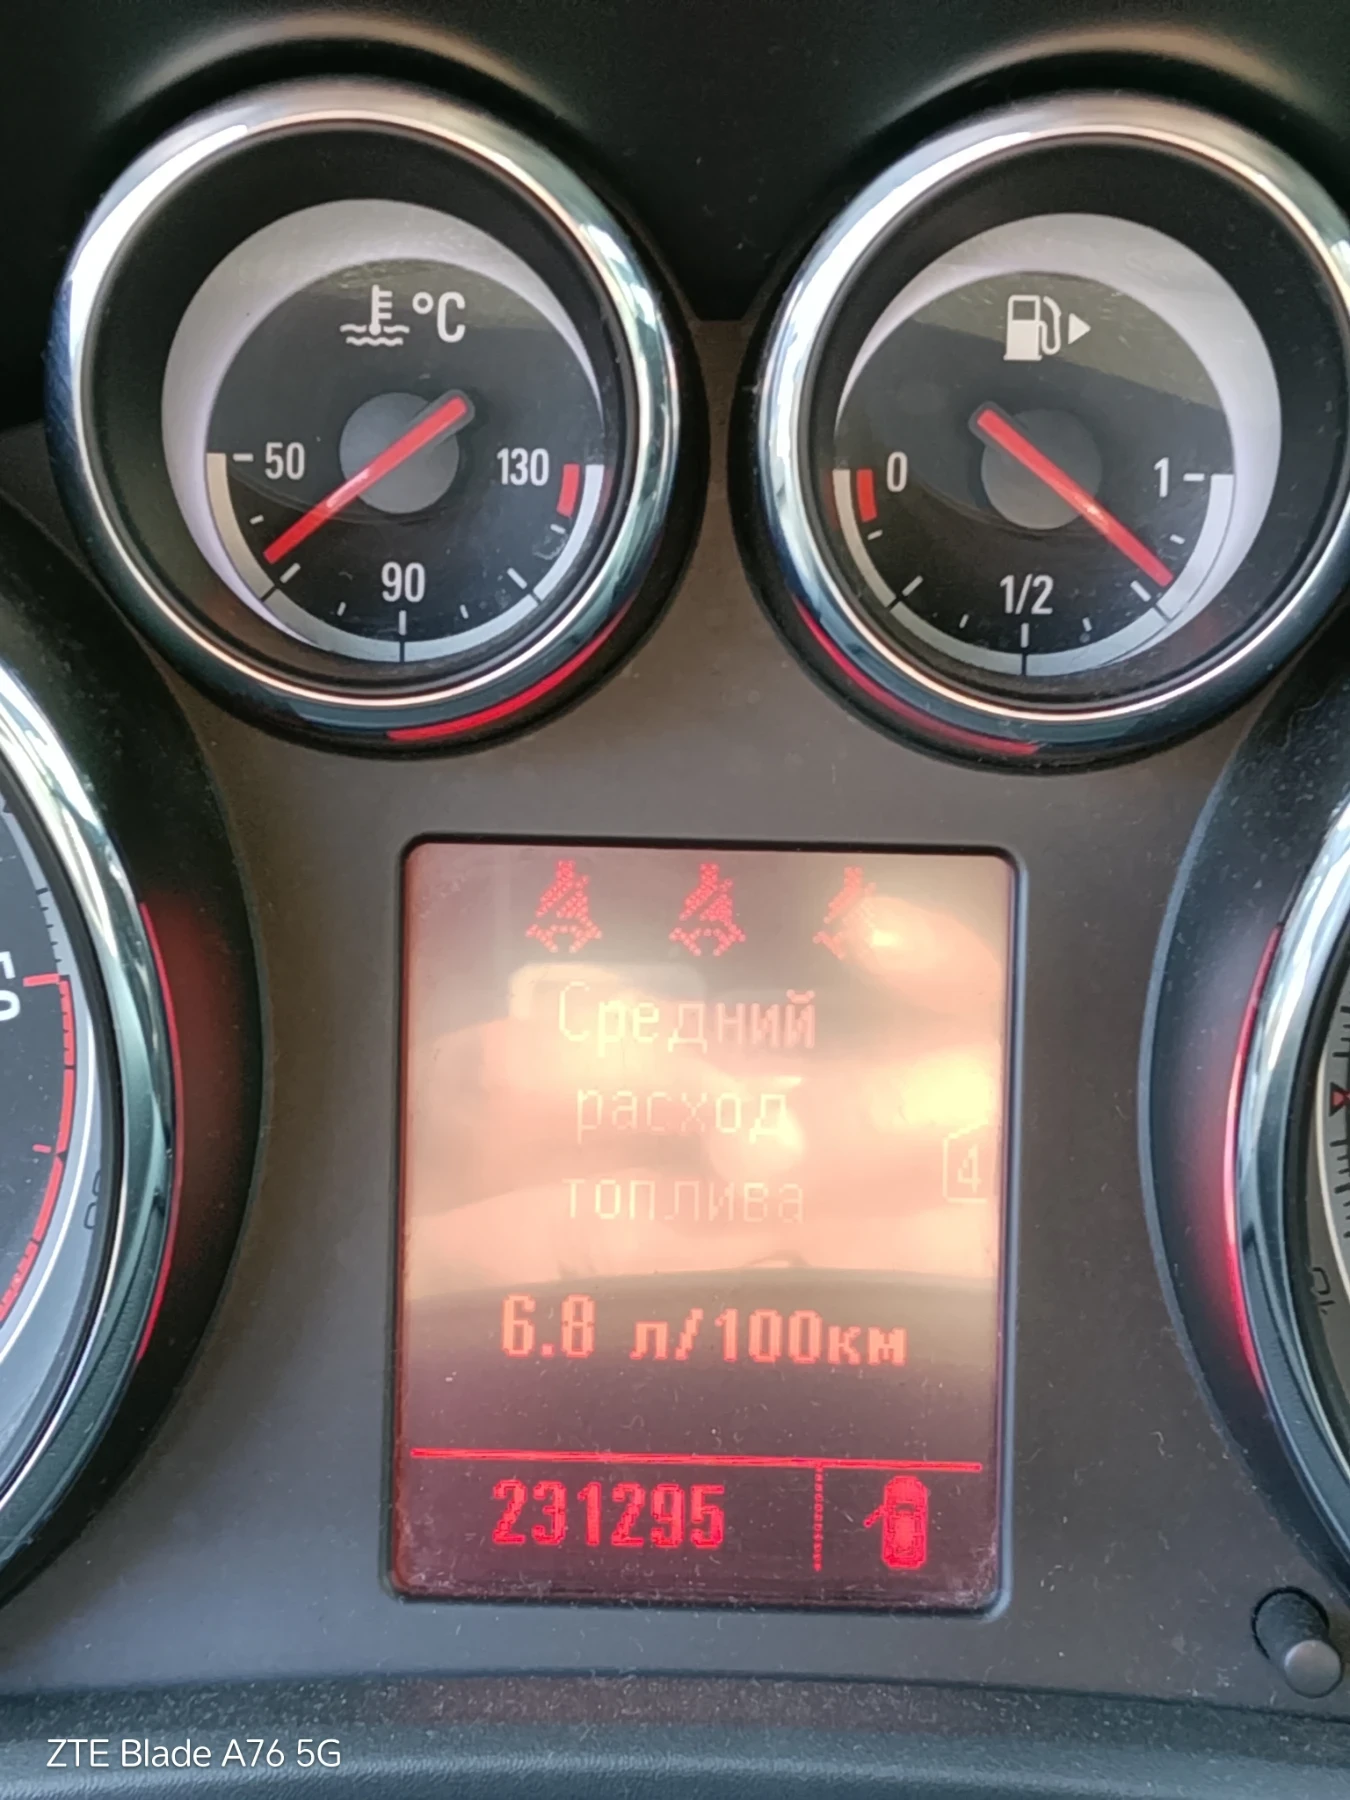 °C
50
130
90
0
1
1/2
Средний
расход
топлива
4
6.8 л/100км
231295
ZTE Blade A76 5G